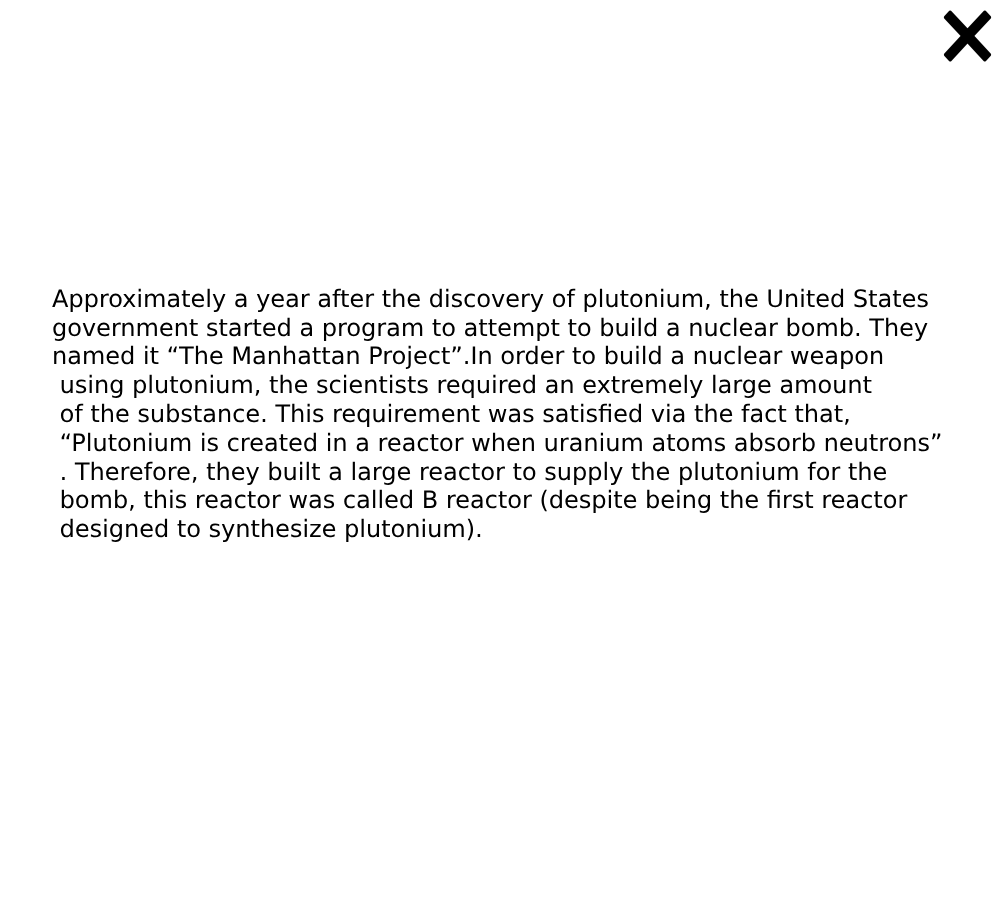 Approximately a year after the discovery of plutonium, the United States
government started a program to attempt to build a nuclear bomb. They
named it “The Manhattan Project”.In order to build a nuclear weapon
using plutonium, the scientists required an extremely large amount
of the substance. This requirement was satisfied via the fact that,
“Plutonium is created in a reactor when uranium atoms absorb neutrons”
. Therefore, they built a large reactor to supply the plutonium for the
bomb, this reactor was called B reactor (despite being the first reactor
designed to synthesize plutonium).